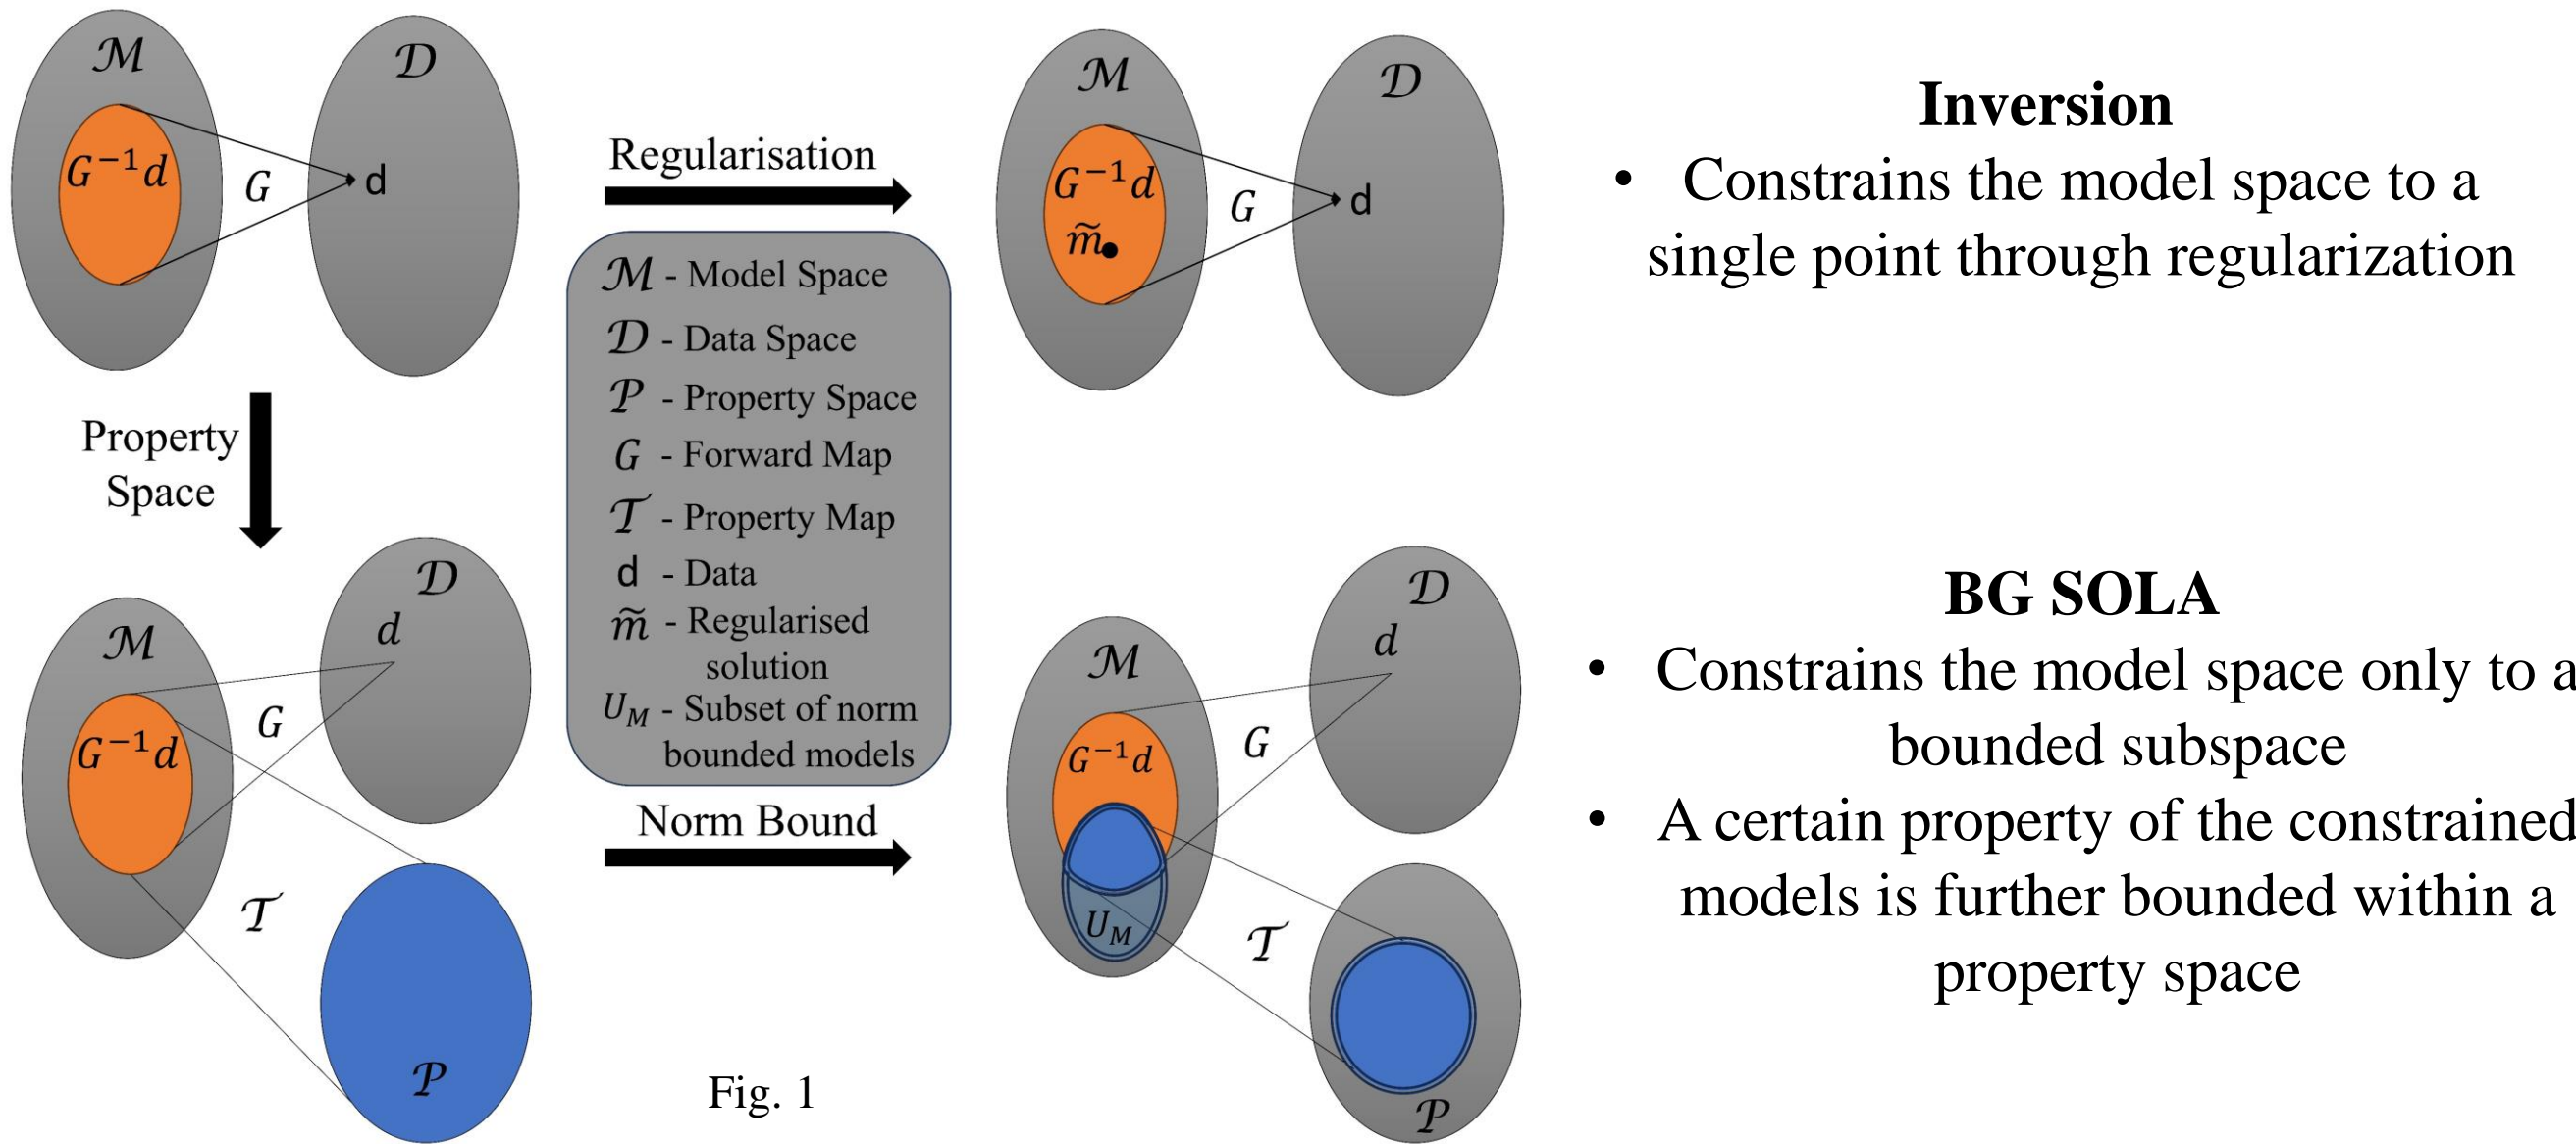 ℳ
𝒟
G⁻¹d
G
d
Regularisation
ℳ
𝒟
G⁻¹d
m̃
G
d
Inversion
• Constrains the model space to a
single point through regularization
ℳ - Model Space
𝒟 - Data Space
𝒫 - Property Space
G - Forward Map
𝒯 - Property Map
d - Data
m̃ - Regularised
solution
U_M - Subset of norm
bounded models
Property
Space
ℳ
𝒟
d
G⁻¹d
G
𝒯
𝒫
Norm Bound
Fig. 1
ℳ
𝒟
d
G⁻¹d
G
U_M
𝒯
𝒫
BG SOLA
• Constrains the model space only to a
bounded subspace
• A certain property of the constrained
models is further bounded within a
property space